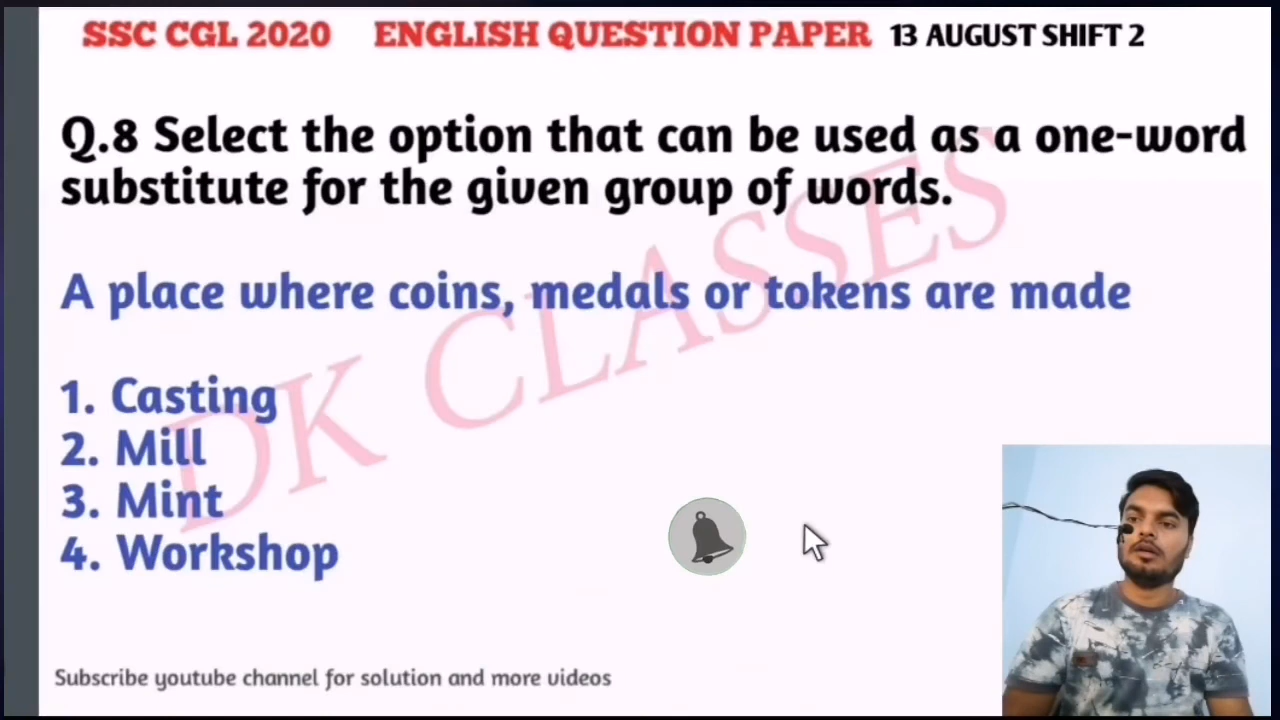 SSC CGL 2020 ENGLISH QUESTION PAPER 13 AUGUST SHIFT 2
Q.8 Select the option that can be used as a one-word
substitute for the given group of words.
A place where coins, medals or tokens are made
DK CLASSES
1. Casting
2. Mill
3. Mint
4. Workshop
Subscribe youtube channel for solution and more videos